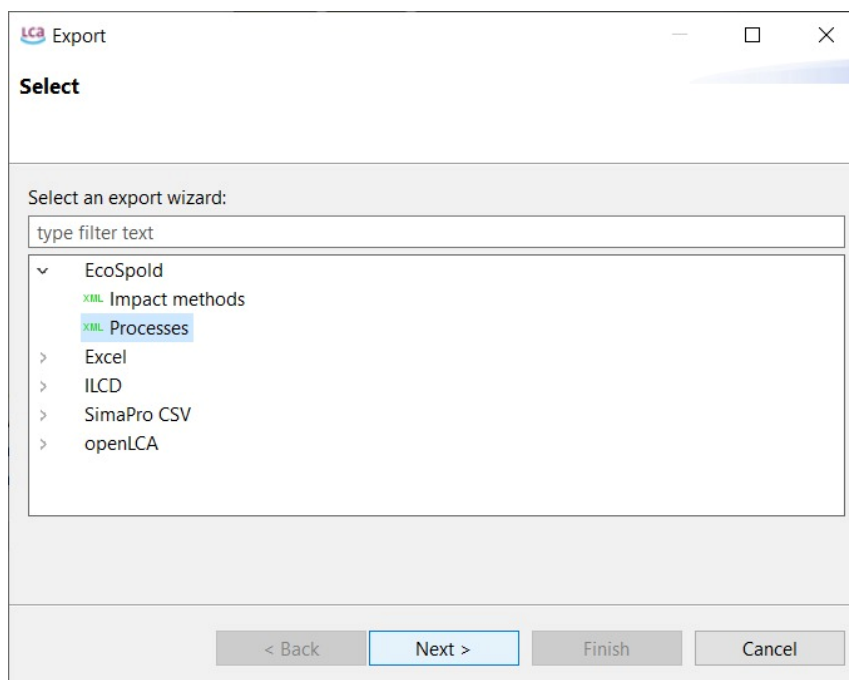 LCA Export
Select
Select an export wizard:
type filter text
EcoSpold
XML Impact methods
XML Processes
Excel
ILCD
SimaPro CSV
openLCA
< Back Next > Finish Cancel